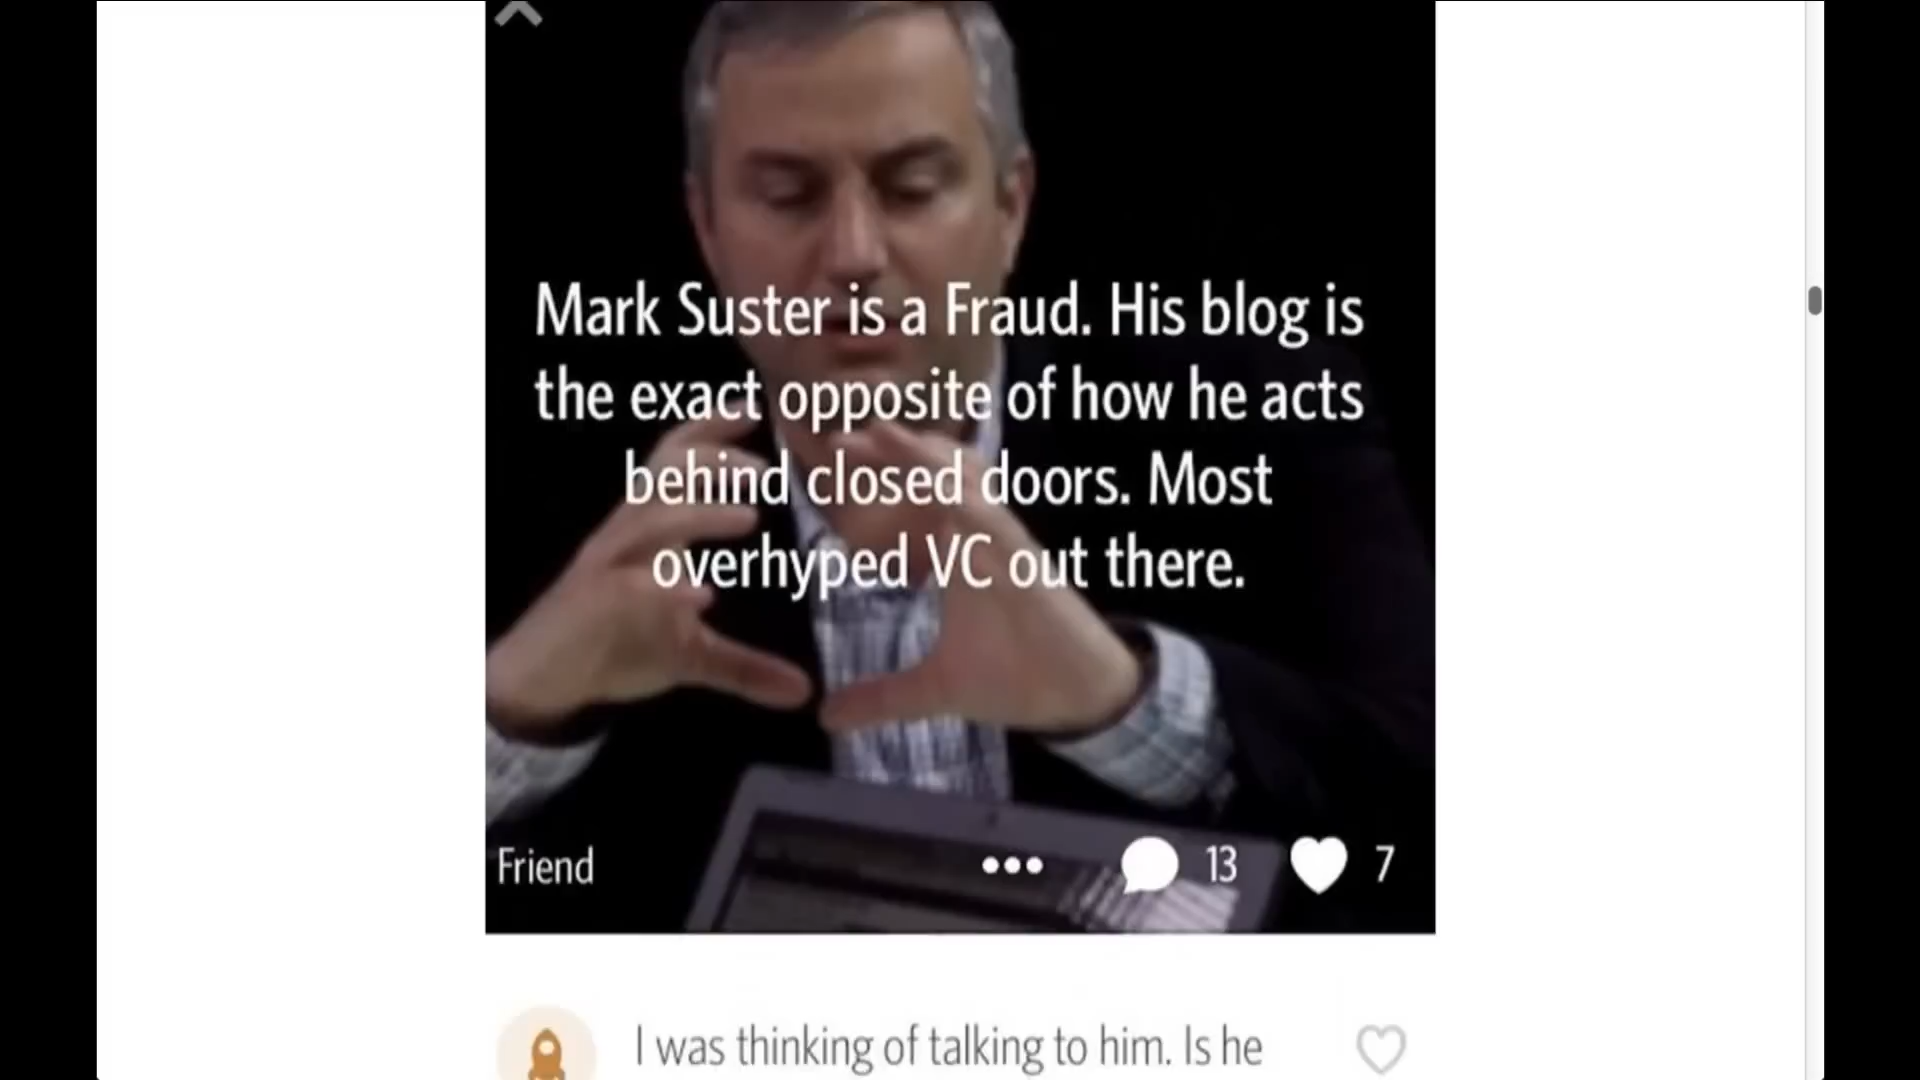 Mark Suster is a Fraud. His blog is
the exact opposite of how he acts
behind closed doors. Most
overhyped VC out there.
Friend
13
7
I was thinking of talking to him. Is he